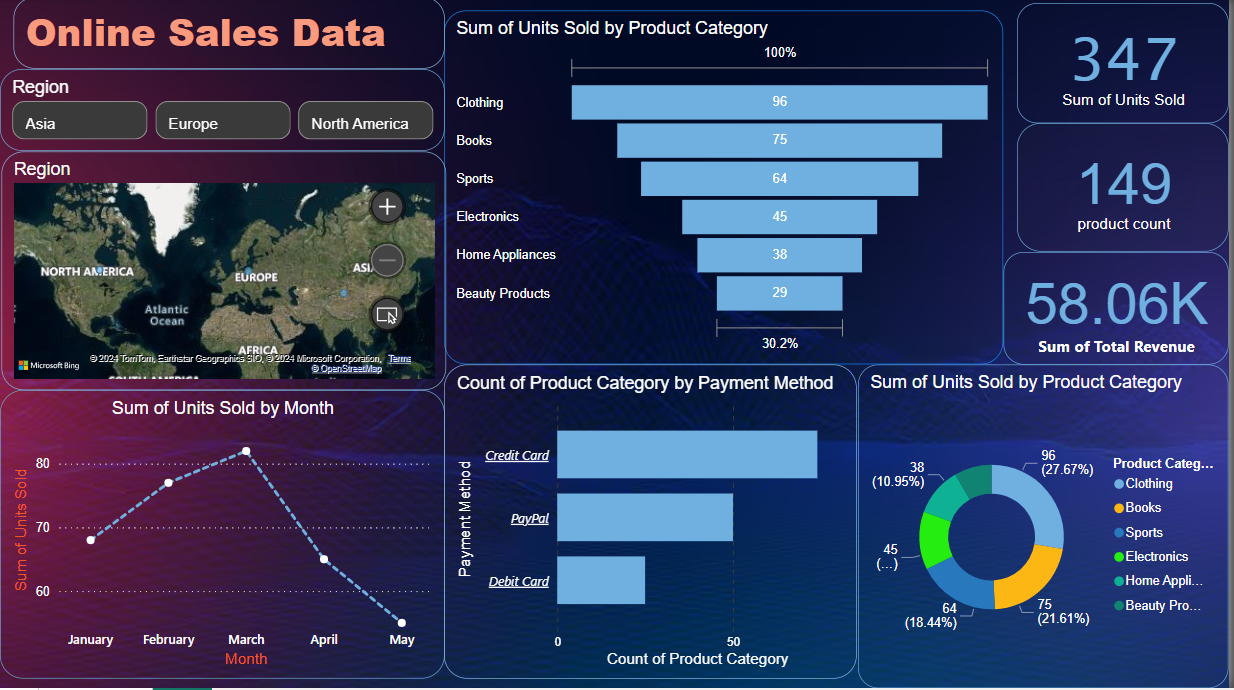 Online Sales Data
Region
Asia
Europe
North America
Region
NORTH AMERICA
EUROPE
ASIA
Atlantic
Ocean
AFRICA
© 2024 TomTom, Earthstar Geographics SIO, © 2024 Microsoft Corporation, Terms
© OpenStreetMap
Microsoft Bing
SOUTH AMERICA
Sum of Units Sold by Month
Sum of Units Sold
80
70
60
January
February
March
April
May
Month
Sum of Units Sold by Product Category
100%
Clothing
96
Books
75
Sports
64
Electronics
45
Home Appliances
38
Beauty Products
29
30.2%
347
Sum of Units Sold
149
product count
58.06K
Sum of Total Revenue
Count of Product Category by Payment Method
Payment Method
Credit Card
PayPal
Debit Card
0
50
Count of Product Category
Sum of Units Sold by Product Category
96
(27.67%)
75
(21.61%)
64
(18.44%)
45
(...)
38
(10.95%)
Product Categ...
Clothing
Books
Sports
Electronics
Home Appli...
Beauty Pro...